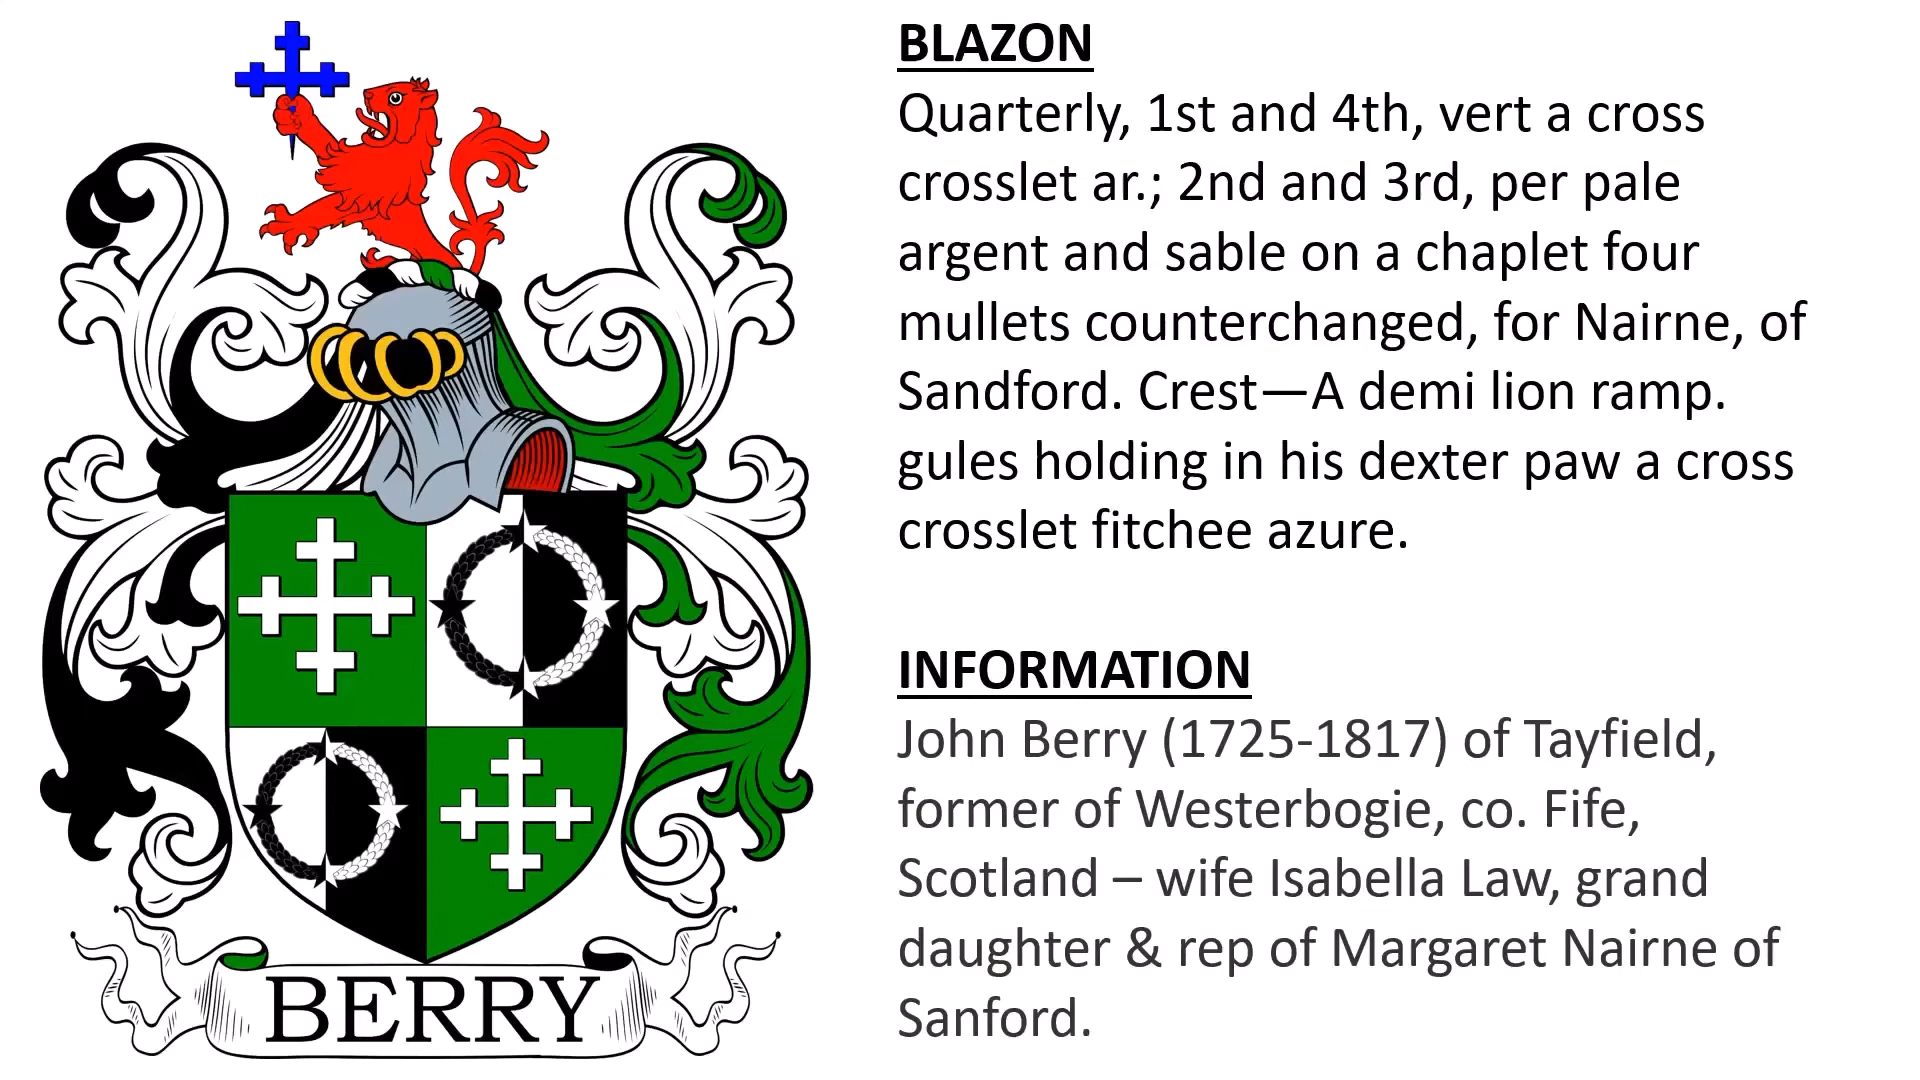 BLAZON
Quarterly, 1st and 4th, vert a cross
crosslet ar.; 2nd and 3rd, per pale
argent and sable on a chaplet four
mullets counterchanged, for Nairne, of
Sandford. Crest—A demi lion ramp.
gules holding in his dexter paw a cross
crosslet fitchee azure.
INFORMATION
John Berry (1725-1817) of Tayfield,
former of Westerbogie, co. Fife,
Scotland – wife Isabella Law, grand
daughter & rep of Margaret Nairne of
Sanford.
BERRY